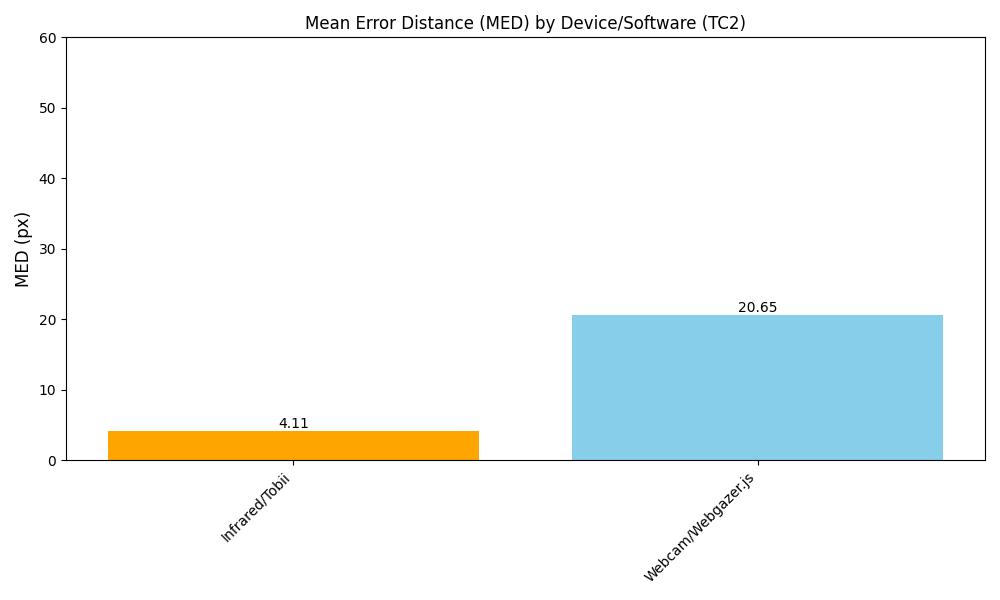 Mean Error Distance (MED) by Device/Software (TC2)
60
50
40
30
20
10
0
MED (px)
4.11
20.65
Infrared/Tobii
Webcam/Webgazer.js